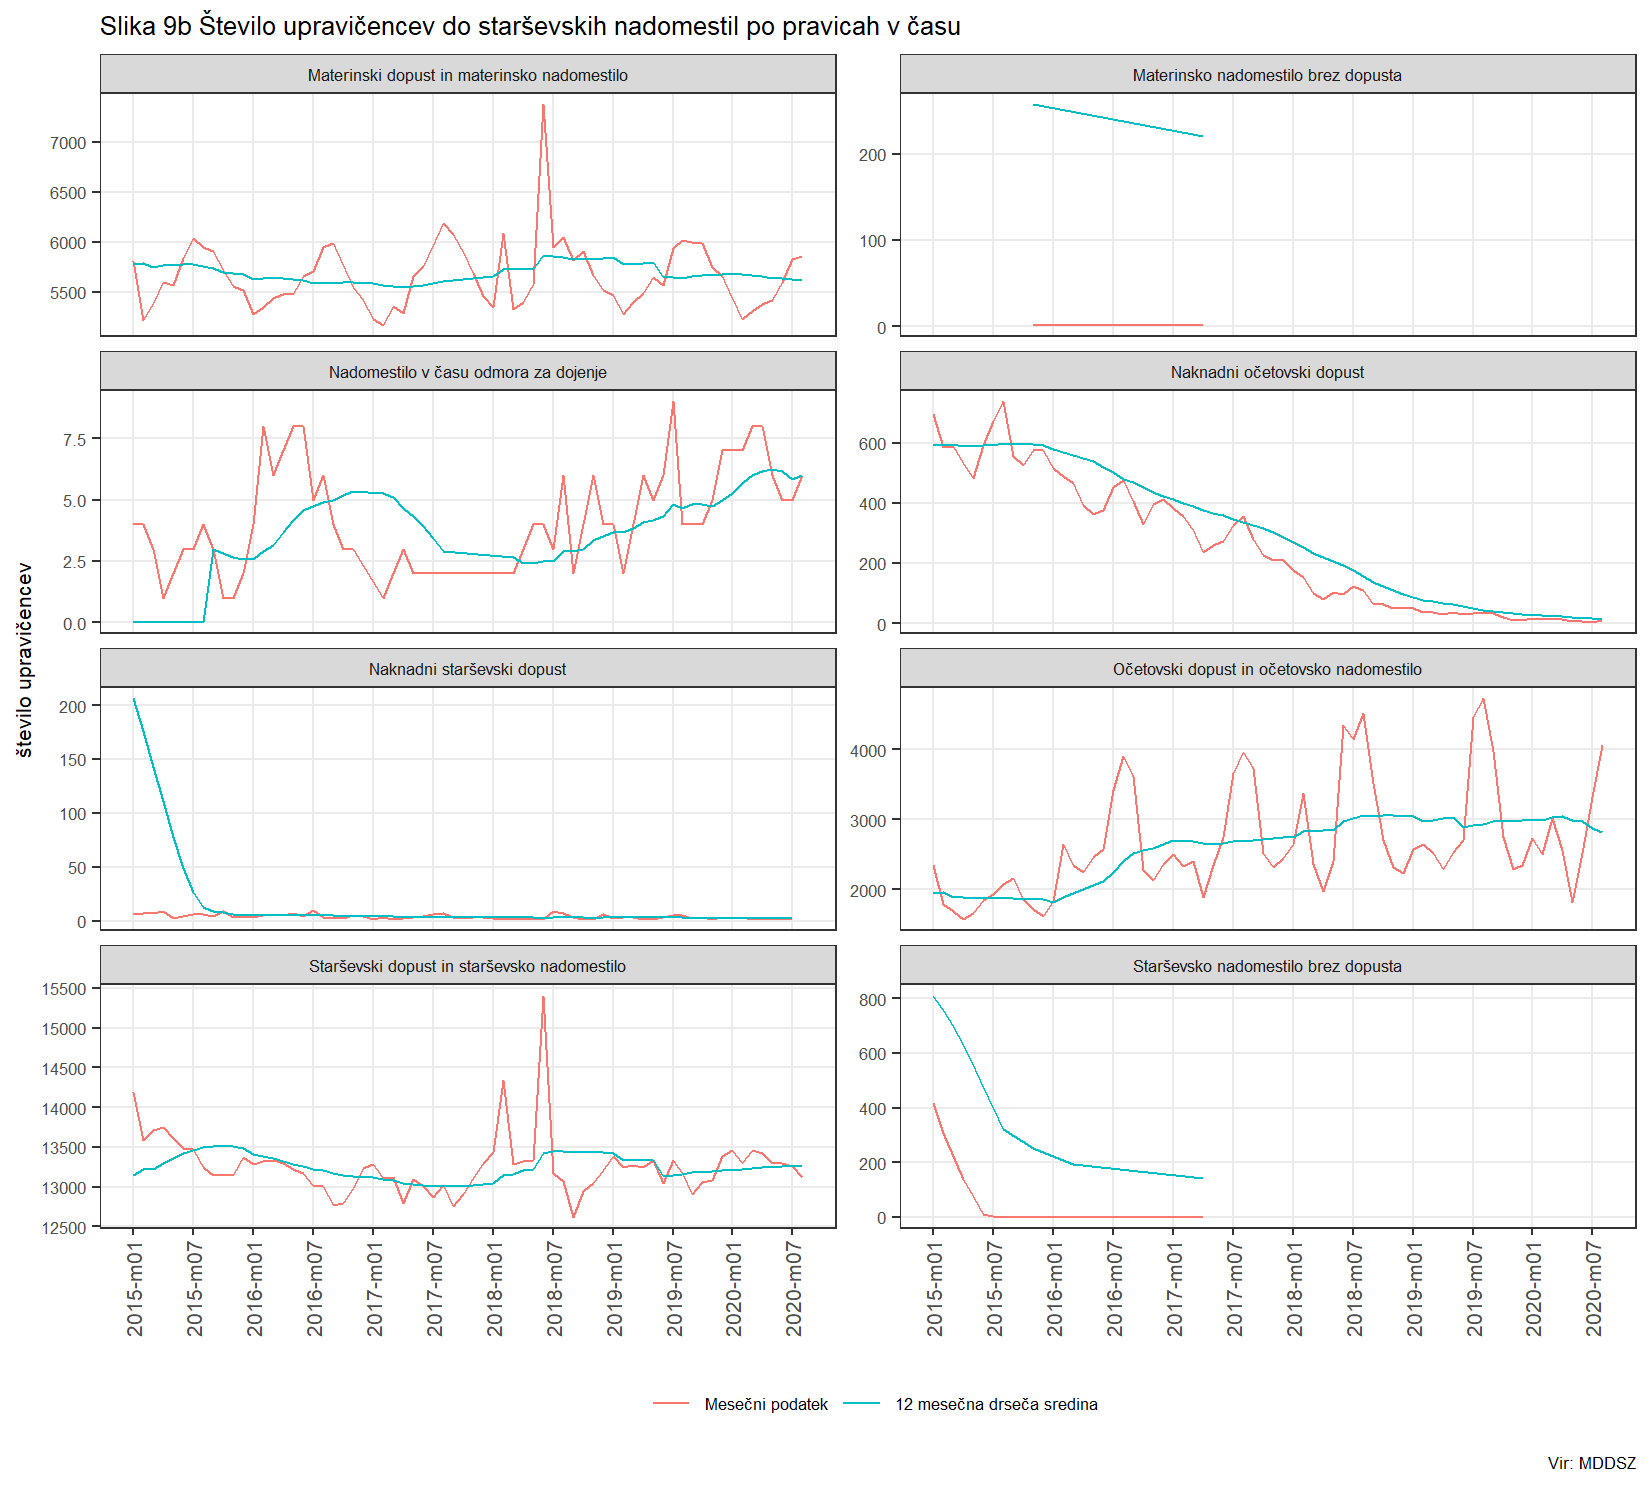 Slika 9b Število upravičencev do starševskih nadomestil po pravicah v času
število upravičencev
Materinski dopust in materinsko nadomestilo
7000
6500
6000
5500
Materinsko nadomestilo brez dopusta
200
100
0
Nadomestilo v času odmora za dojenje
7.5
5.0
2.5
0.0
Naknadni očetovski dopust
600
400
200
0
Naknadni starševski dopust
200
150
100
50
0
Očetovski dopust in očetovsko nadomestilo
4000
3000
2000
Starševski dopust in starševsko nadomestilo
15500
15000
14500
14000
13500
13000
12500
Starševsko nadomestilo brez dopusta
800
600
400
200
0
2015-m01
2015-m07
2016-m01
2016-m07
2017-m01
2017-m07
2018-m01
2018-m07
2019-m01
2019-m07
2020-m01
2020-m07
2015-m01
2015-m07
2016-m01
2016-m07
2017-m01
2017-m07
2018-m01
2018-m07
2019-m01
2019-m07
2020-m01
2020-m07
Mesečni podatek
12 mesečna drseča sredina
Vir: MDDSZ